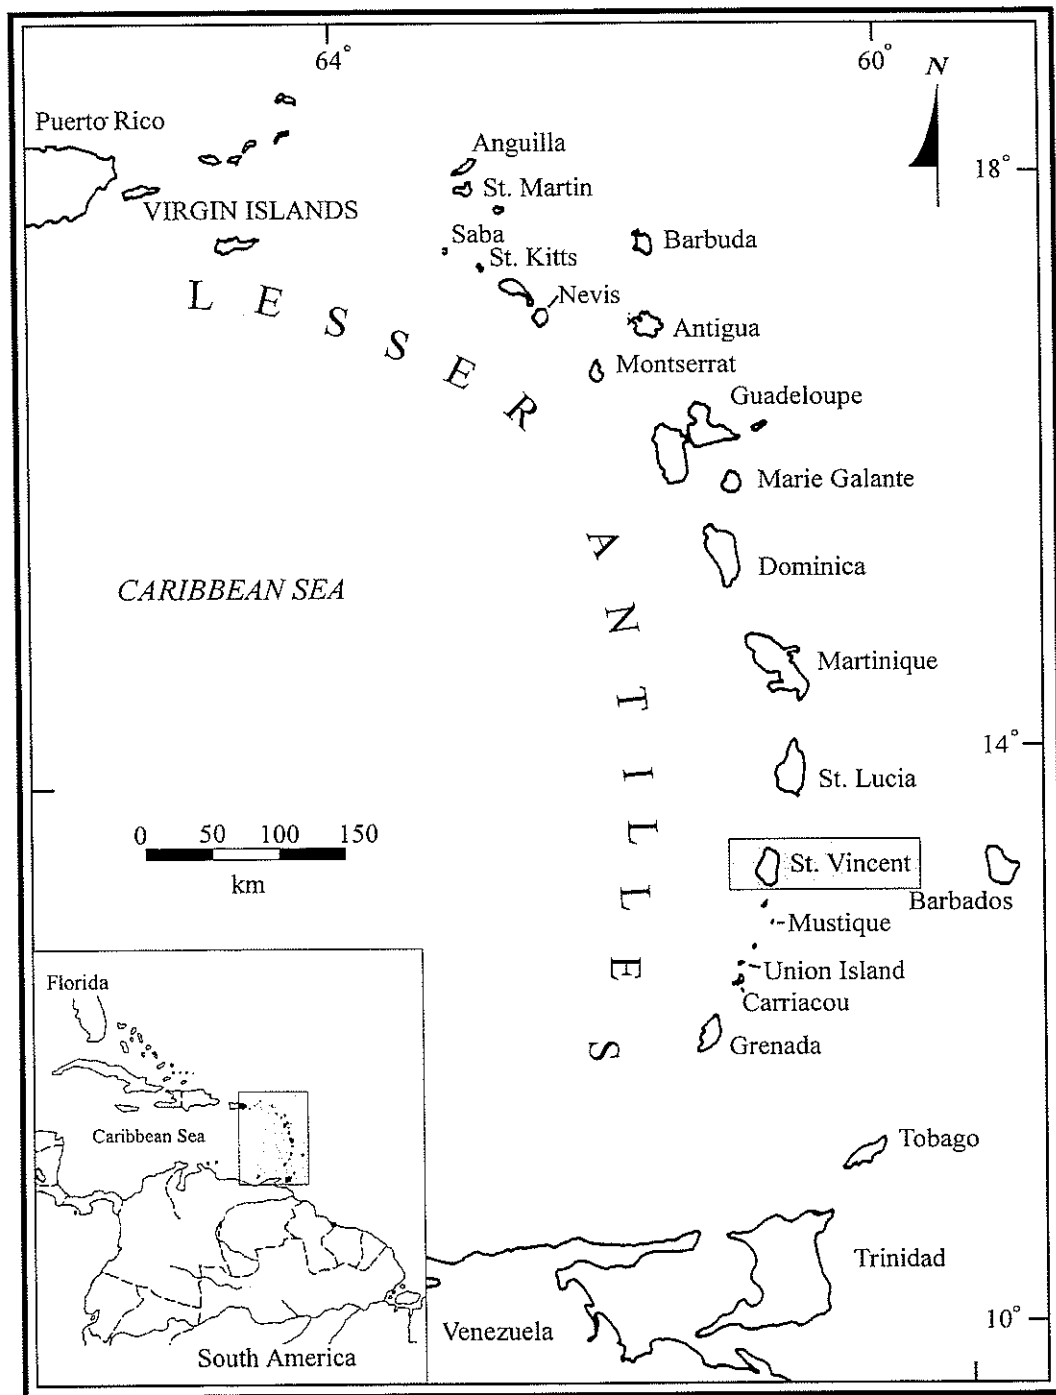 64°
60°
N
Puerto Rico
Anguilla
18°
St. Martin
VIRGIN ISLANDS
Saba
Barbuda
St. Kitts
Nevis
LESSER
Antigua
Montserrat
Guadeloupe
Marie Galante
ANTILLES
Dominica
CARIBBEAN SEA
Martinique
14°
St. Lucia
0 50 100 150
km
St. Vincent
Barbados
Mustique
Union Island
Carriacou
Grenada
Florida
Caribbean Sea
South America
Tobago
Trinidad
Venezuela
10°